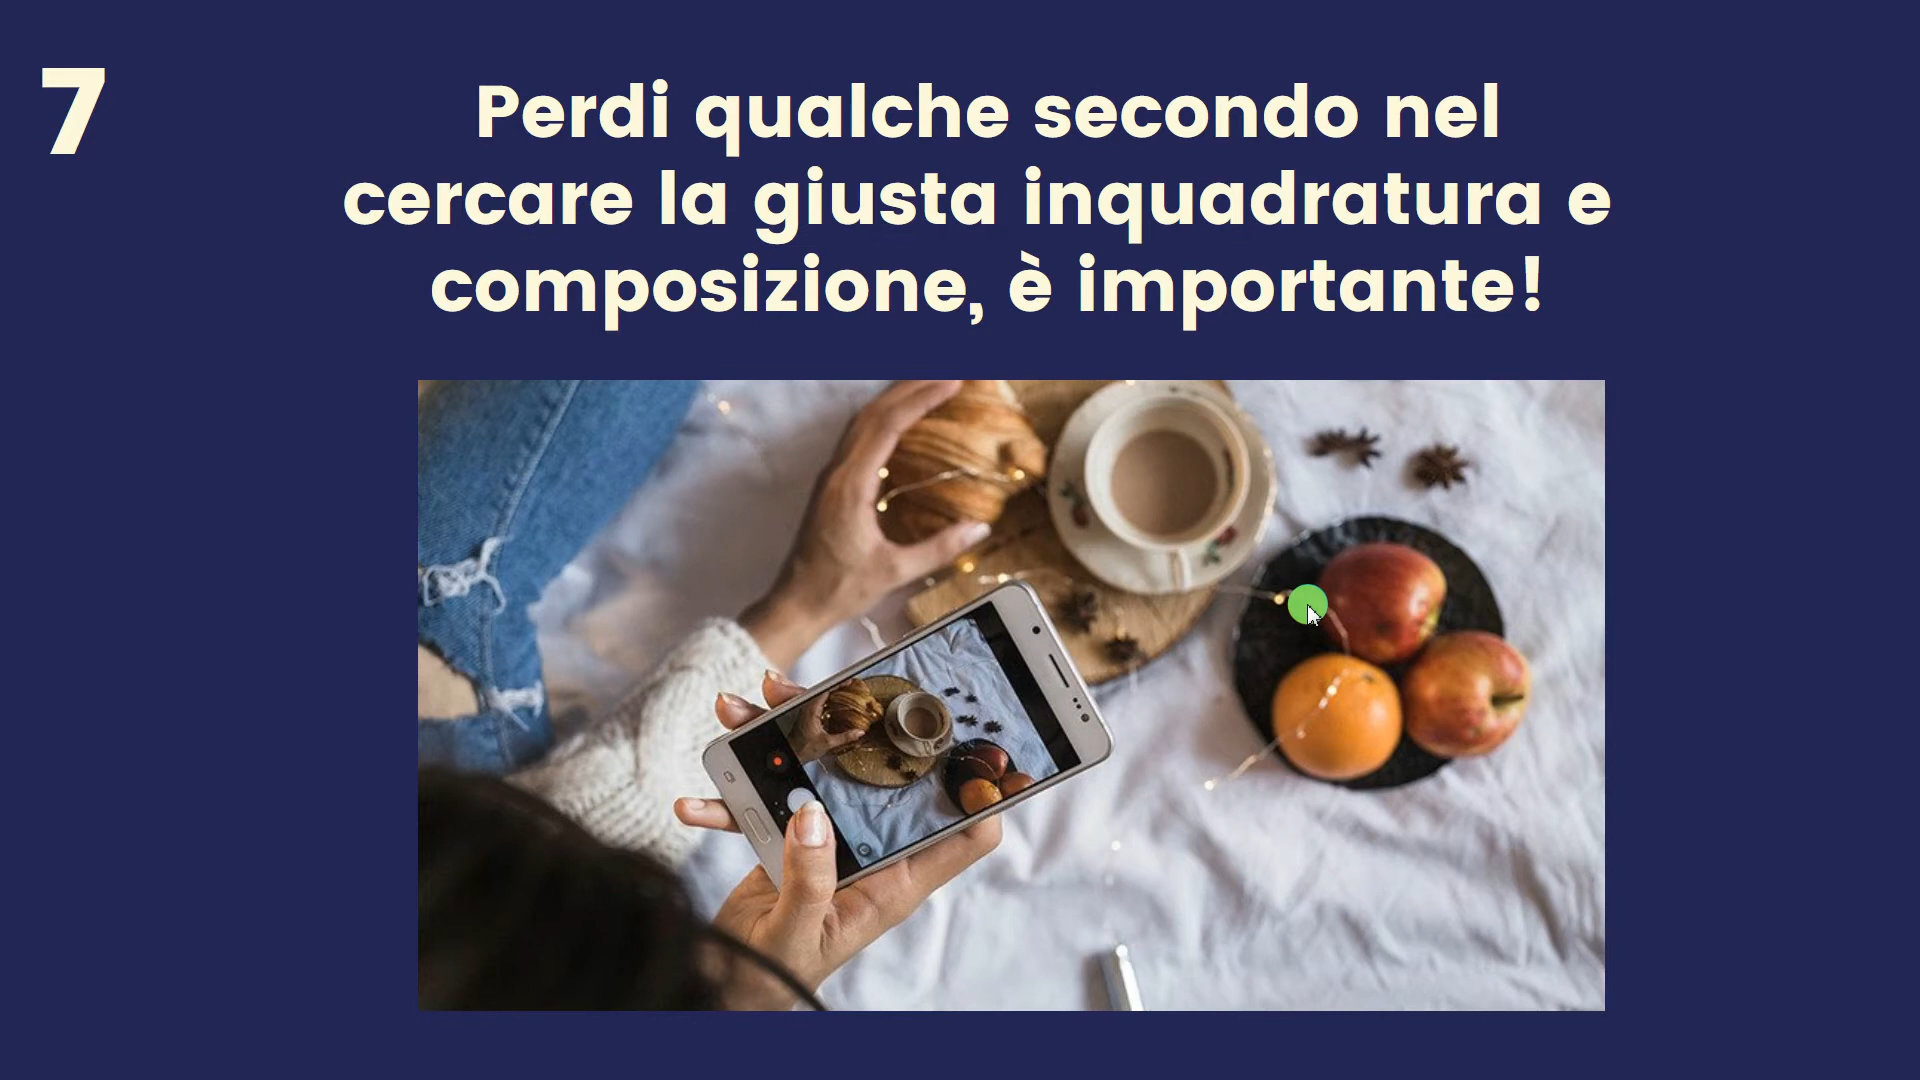 7
Perdi qualche secondo nel
cercare la giusta inquadratura e
composizione, è importante!